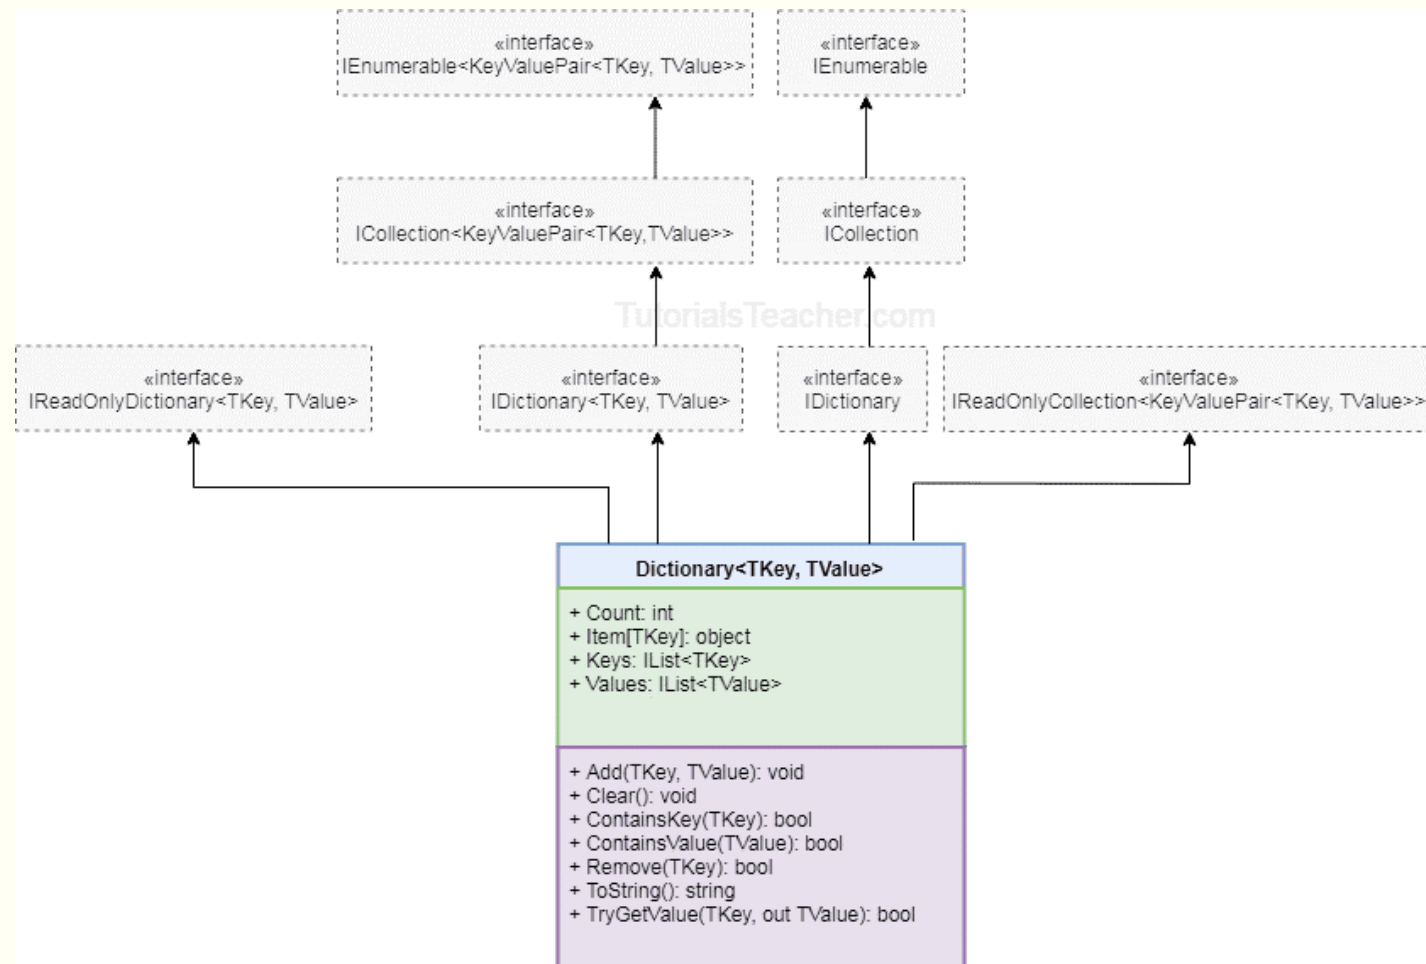 «interface»
IEnumerable<KeyValuePair<TKey, TValue>>
«interface»
IEnumerable
«interface»
ICollection<KeyValuePair<TKey,TValue>>
«interface»
ICollection
TutorialsTeacher.com
«interface»
IReadOnlyDictionary<TKey, TValue>
«interface»
IDictionary<TKey, TValue>
«interface»
IDictionary
«interface»
IReadOnlyCollection<KeyValuePair<TKey, TValue>>
Dictionary<TKey, TValue>
+ Count: int
+ Item[TKey]: object
+ Keys: IList<TKey>
+ Values: IList<TValue>
+ Add(TKey, TValue): void
+ Clear(): void
+ ContainsKey(TKey): bool
+ ContainsValue(TValue): bool
+ Remove(TKey): bool
+ ToString(): string
+ TryGetValue(TKey, out TValue): bool